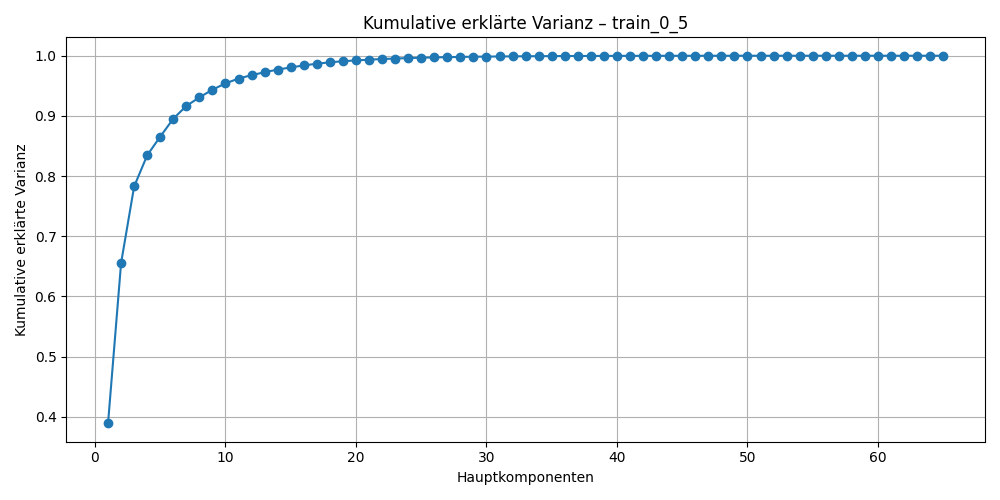 Kumulative erklärte Varianz – train_0_5
Kumulative erklärte Varianz
1.0
0.9
0.8
0.7
0.6
0.5
0.4
0 10 20 30 40 50 60
Hauptkomponenten